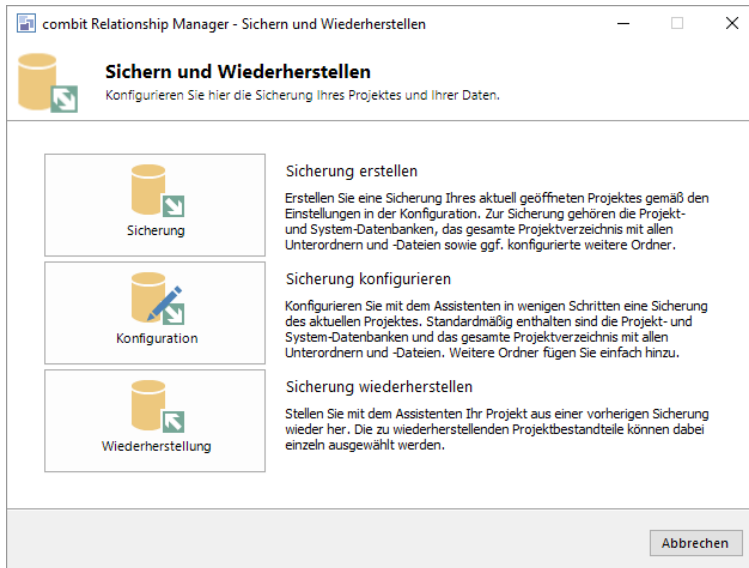 combit Relationship Manager - Sichern und Wiederherstellen
Sichern und Wiederherstellen
Konfigurieren Sie hier die Sicherung Ihres Projektes und Ihrer Daten.
Sicherung
Sicherung erstellen
Erstellen Sie eine Sicherung Ihres aktuell geöffneten Projektes gemäß den
Einstellungen in der Konfiguration. Zur Sicherung gehören die Projekt-
und System-Datenbanken, das gesamte Projektverzeichnis mit allen
Unterordnern und -Dateien sowie ggf. konfigurierte weitere Ordner.
Konfiguration
Sicherung konfigurieren
Konfigurieren Sie mit dem Assistenten in wenigen Schritten eine Sicherung
des aktuellen Projektes. Standardmäßig enthalten sind die Projekt- und
System-Datenbanken und das gesamte Projektverzeichnis mit allen
Unterordnern und -Dateien. Weitere Ordner fügen Sie einfach hinzu.
Wiederherstellung
Sicherung wiederherstellen
Stellen Sie mit dem Assistenten Ihr Projekt aus einer vorherigen Sicherung
wieder her. Die zu wiederherstellenden Projektbestandteile können dabei
einzeln ausgewählt werden.
Abbrechen